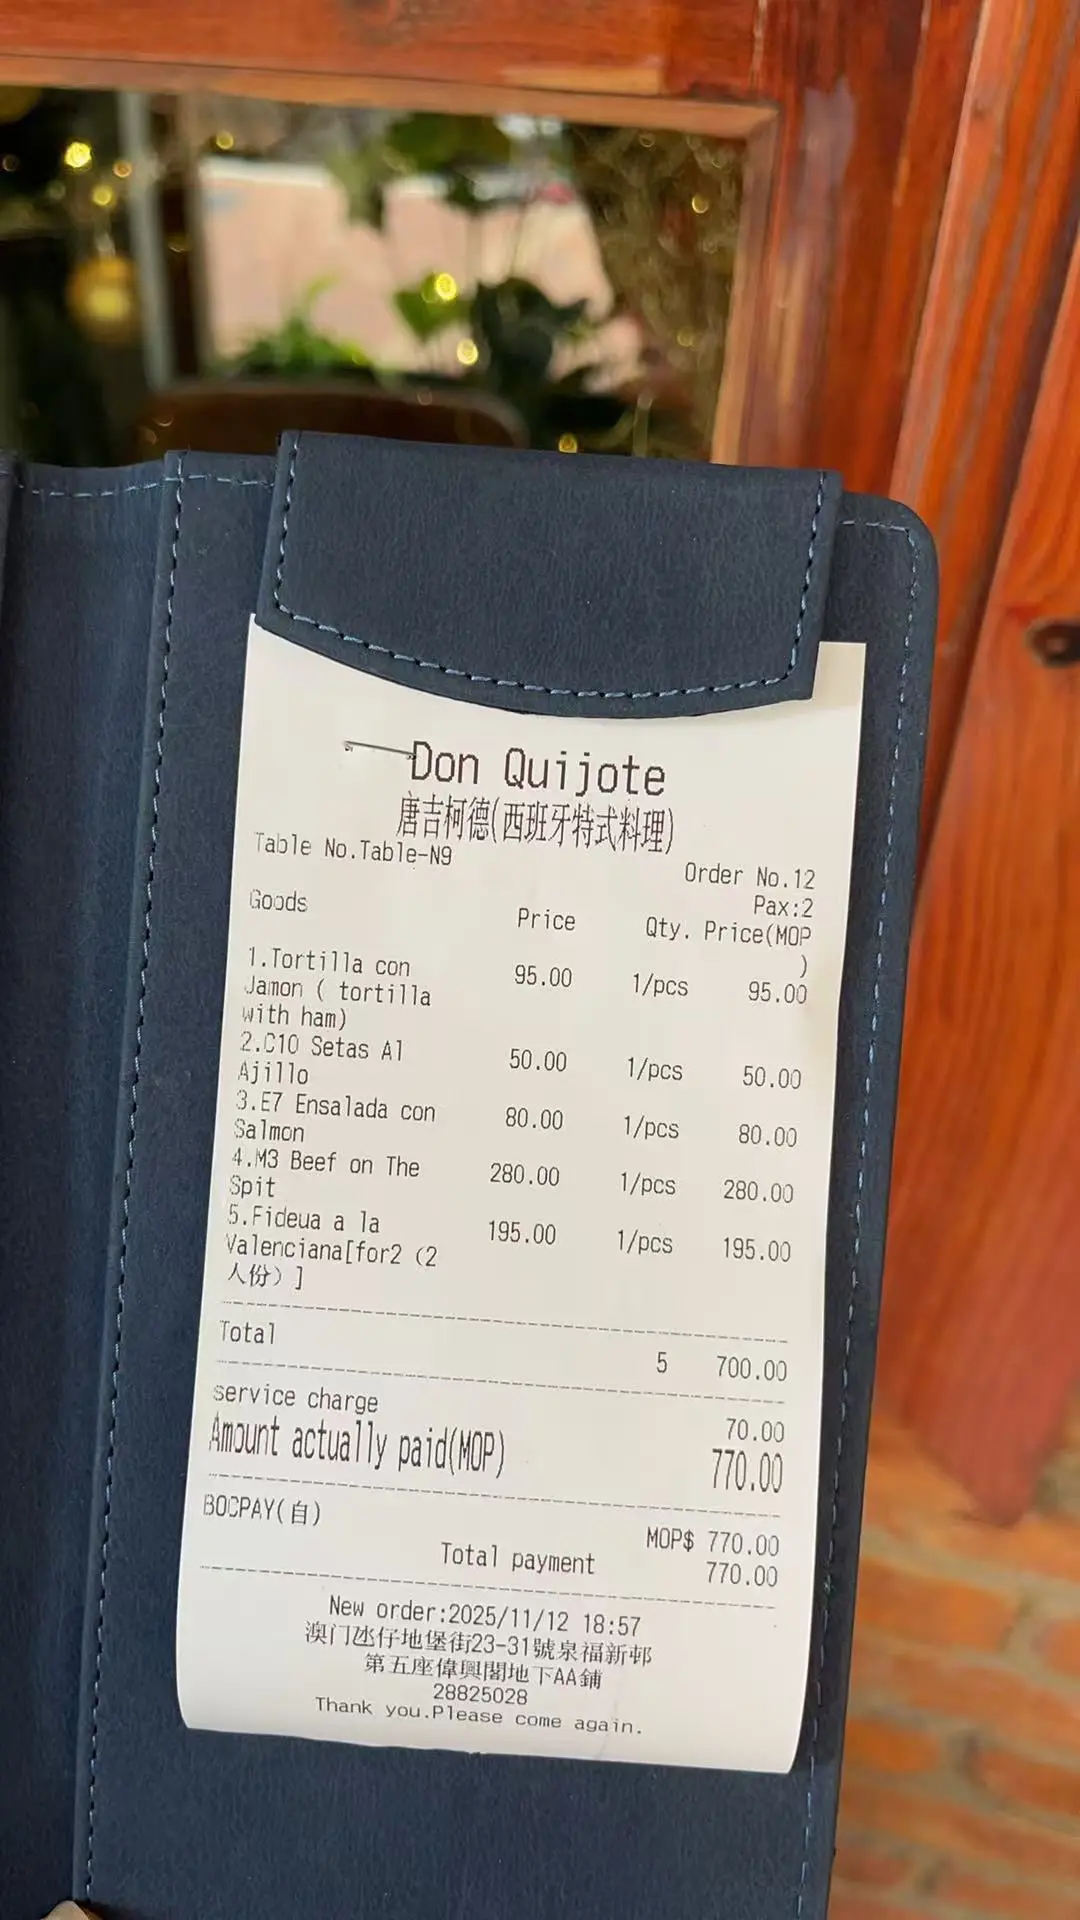 Don Quijote
唐吉柯德(西班牙特式料理)
Table No.Table-N9
Order No.12
Pax:2
Goods Price Qty. Price(MOP
)
1.Tortilla con 95.00 1/pcs 95.00
Jamon ( tortilla
with ham)
2.C10 Setas Al 50.00 1/pcs 50.00
Ajillo
3.E7 Ensalada con 80.00 1/pcs 80.00
Salmon
4.M3 Beef on The 280.00 1/pcs 280.00
Spit
5.Fideua a la 195.00 1/pcs 195.00
Valenciana[for2（2
人份）]
Total 5 700.00
service charge 70.00
Amount actually paid(MOP) 770.00
BOCPAY(自) MOP$ 770.00
Total payment 770.00
New order:2025/11/12 18:57
澳门氹仔地堡街23-31號泉福新邨
第五座偉興閣地下AA鋪
28825028
Thank you.Please come again.